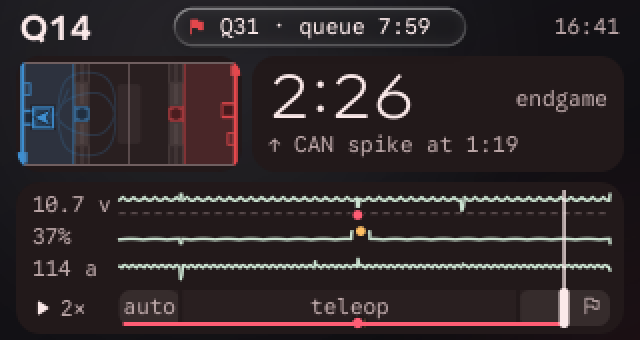 Q14
Q31 · queue 7:59
16:41
2:26
endgame
↑ CAN spike at 1:19
10.7 v
37%
114 a
2×
auto
teleop